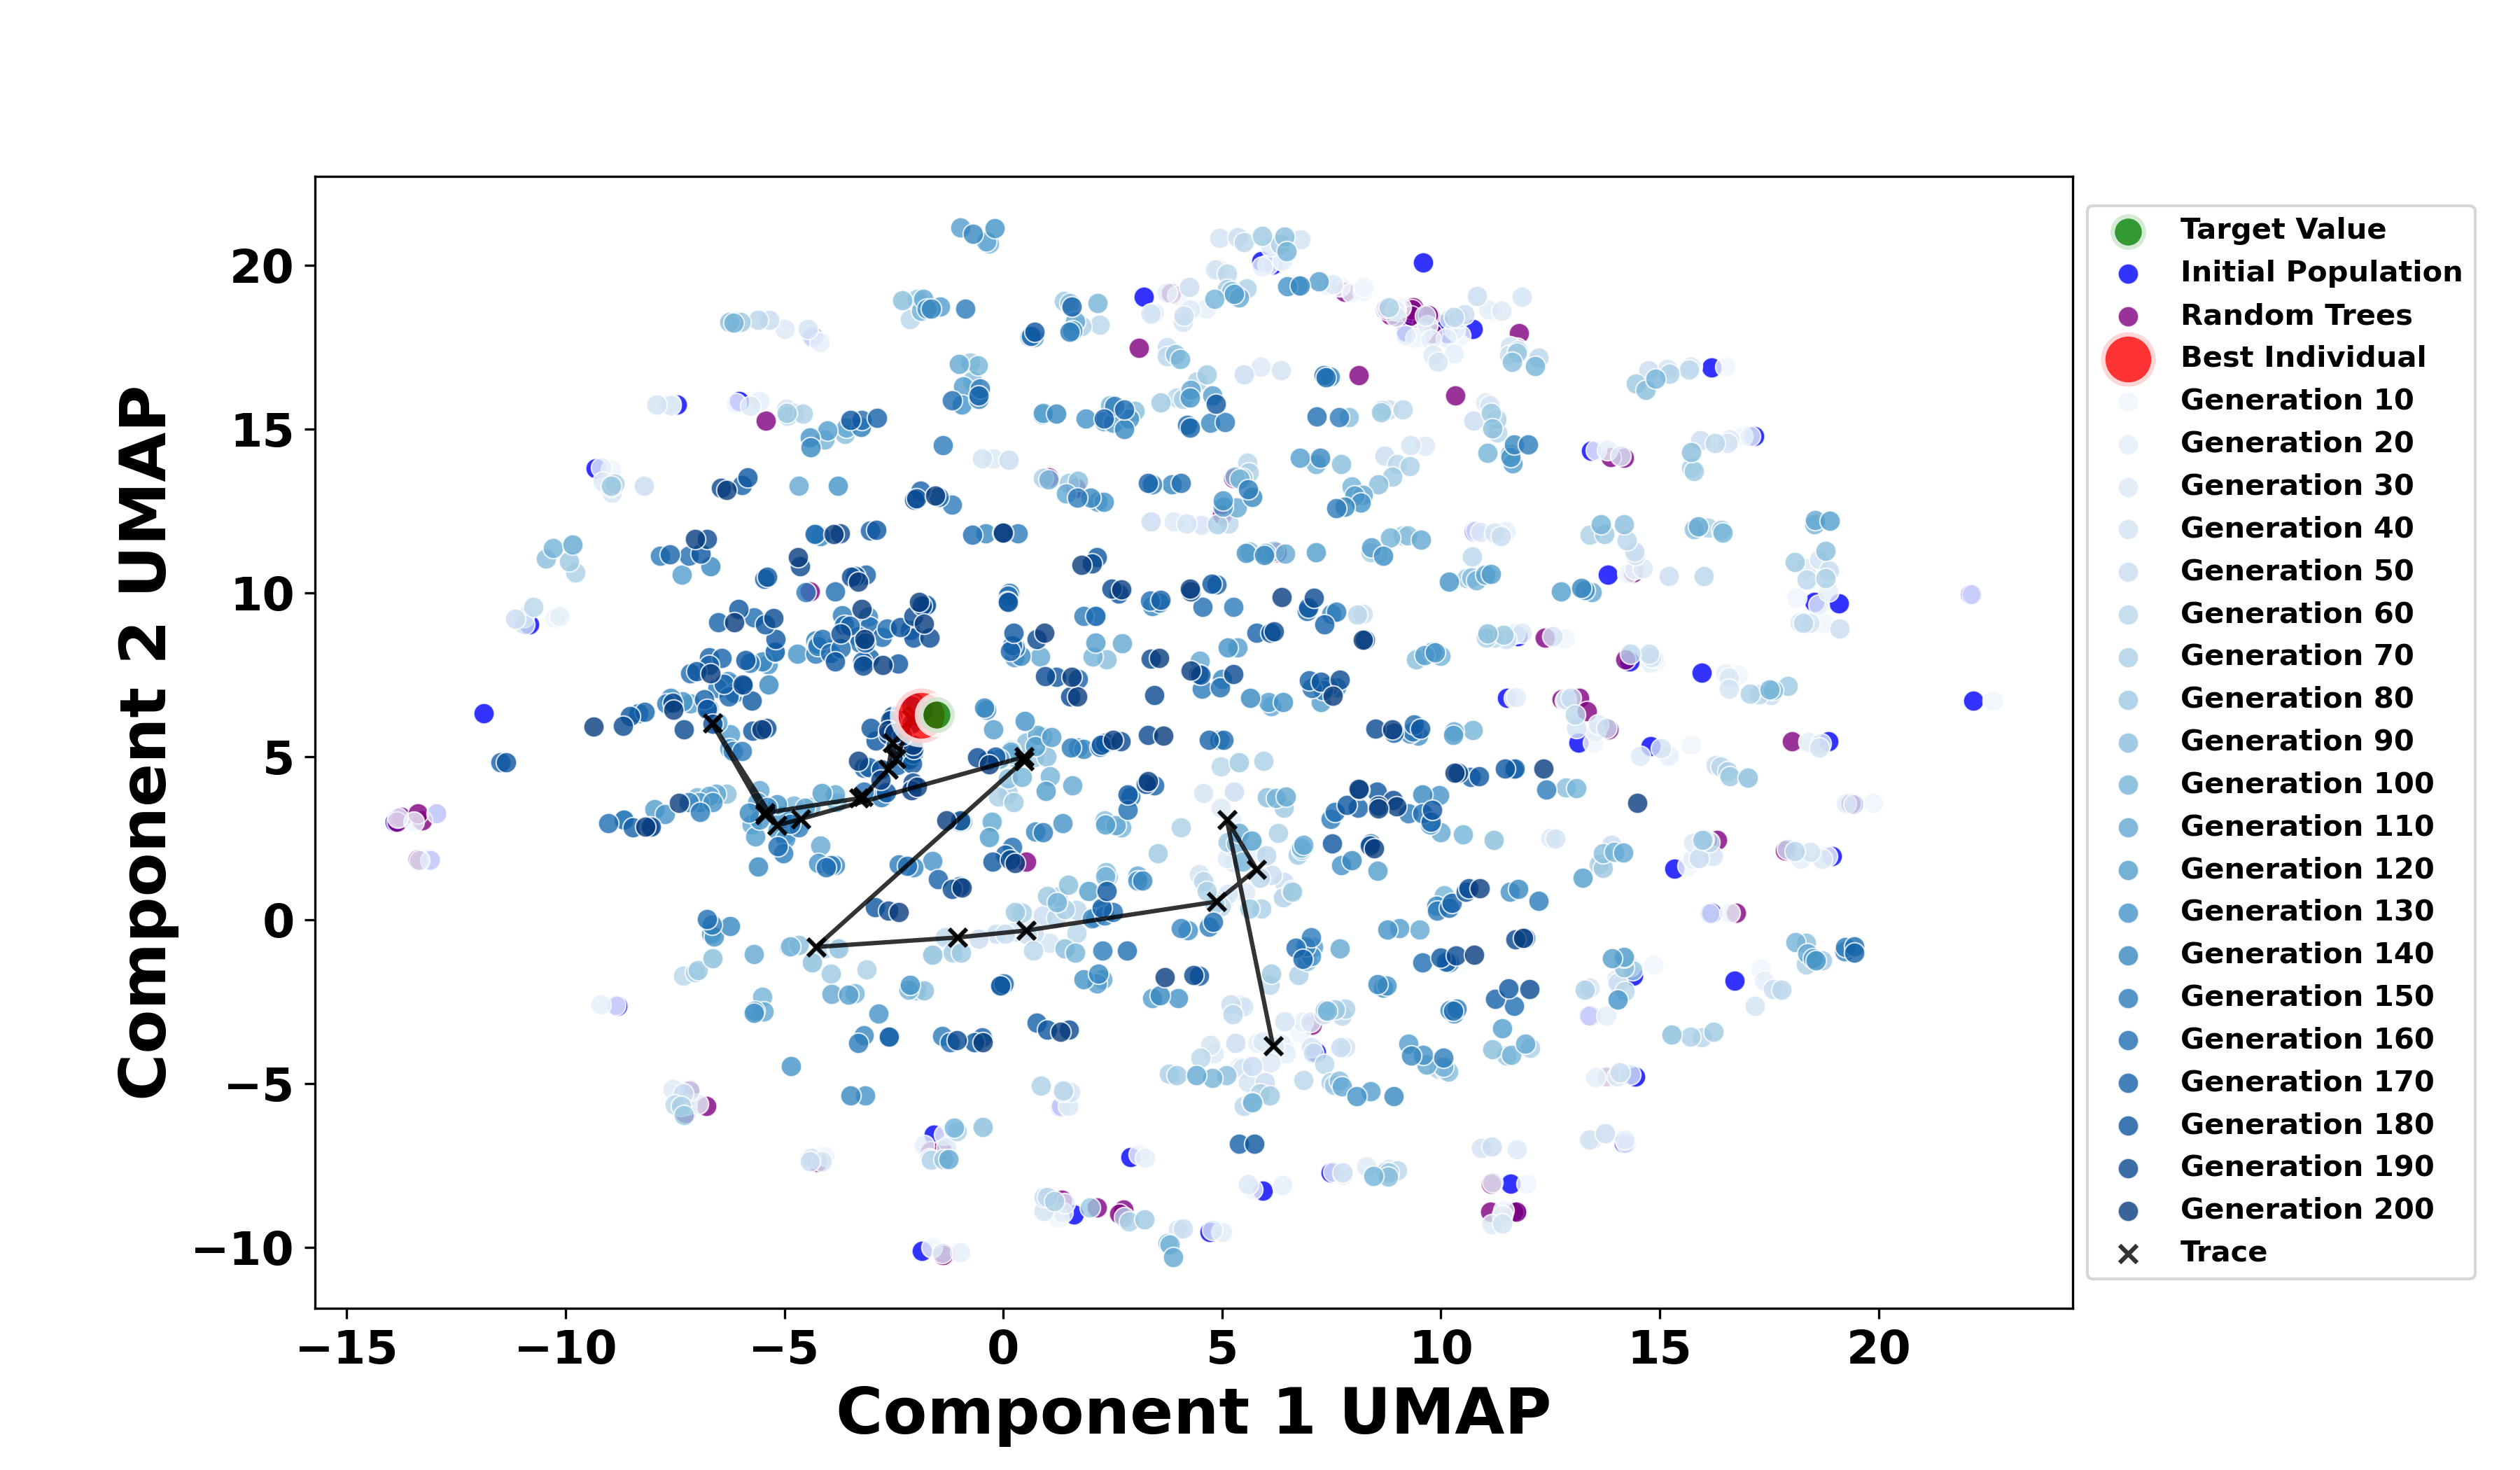 20
15
10
5
0
−5
−10
Component 2 UMAP
−15
−10
−5
0
5
10
15
20
Component 1 UMAP
Target Value
Initial Population
Random Trees
Best Individual
Generation 10
Generation 20
Generation 30
Generation 40
Generation 50
Generation 60
Generation 70
Generation 80
Generation 90
Generation 100
Generation 110
Generation 120
Generation 130
Generation 140
Generation 150
Generation 160
Generation 170
Generation 180
Generation 190
Generation 200
Trace